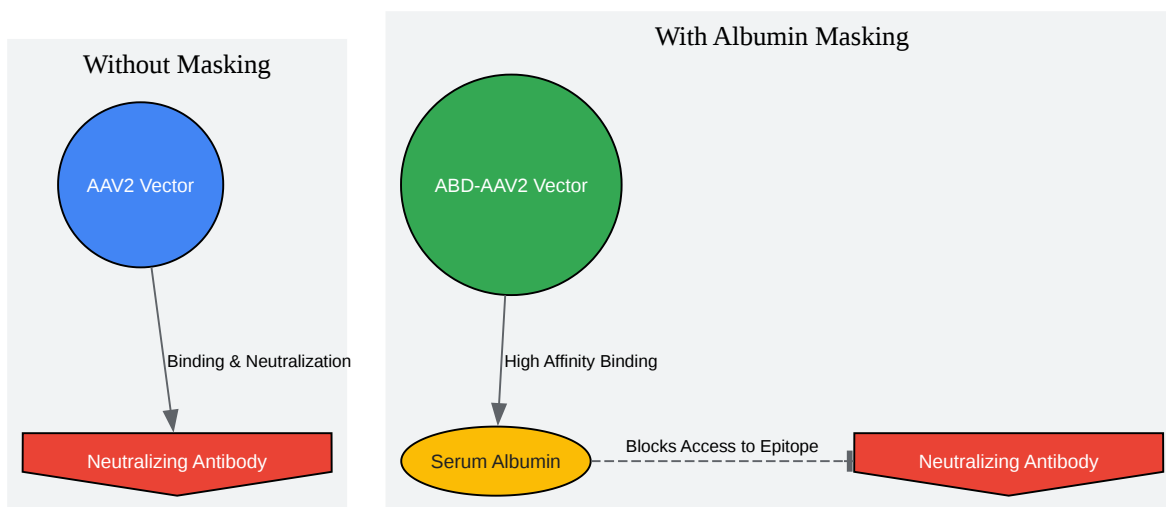 Without Masking
AAV2 Vector
Binding & Neutralization
Neutralizing Antibody
With Albumin Masking
ABD-AAV2 Vector
High Affinity Binding
Serum Albumin
Blocks Access to Epitope
Neutralizing Antibody